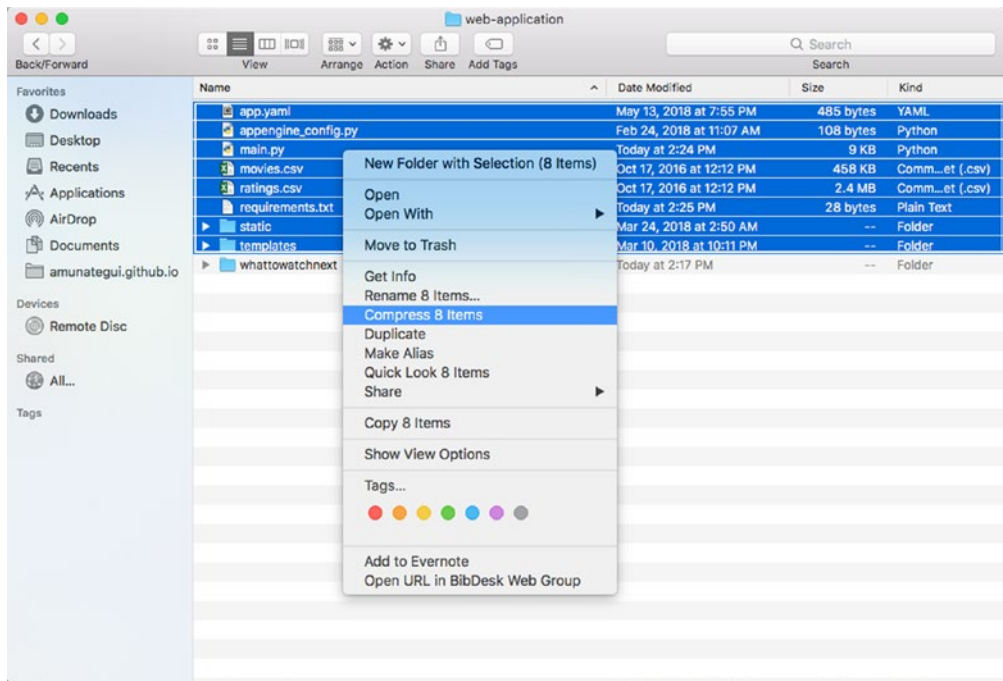 web-application
Search
Back/Forward View Arrange Action Share Add Tags Search
Favorites
Downloads
Desktop
Recents
Applications
AirDrop
Documents
amunategui.github.io
Devices
Remote Disc
Shared
All...
Tags
Name Date Modified Size Kind
app.yaml May 13, 2018 at 7:55 PM 485 bytes YAML
appengine_config.py Feb 24, 2018 at 11:07 AM 108 bytes Python
main.py Today at 2:24 PM 9 KB Python
movies.csv Oct 17, 2016 at 12:12 PM 458 KB Comm...et (.csv)
ratings.csv Oct 17, 2016 at 12:12 PM 2.4 MB Comm...et (.csv)
requirements.txt Today at 2:25 PM 28 bytes Plain Text
static Mar 24, 2018 at 2:50 AM -- Folder
templates Mar 10, 2018 at 10:11 PM -- Folder
whattowatchnext Today at 2:17 PM -- Folder
New Folder with Selection (8 Items)
Open
Open With
Move to Trash
Get Info
Rename 8 Items...
Compress 8 Items
Duplicate
Make Alias
Quick Look 8 Items
Share
Copy 8 Items
Show View Options
Tags...
Add to Evernote
Open URL in BibDesk Web Group